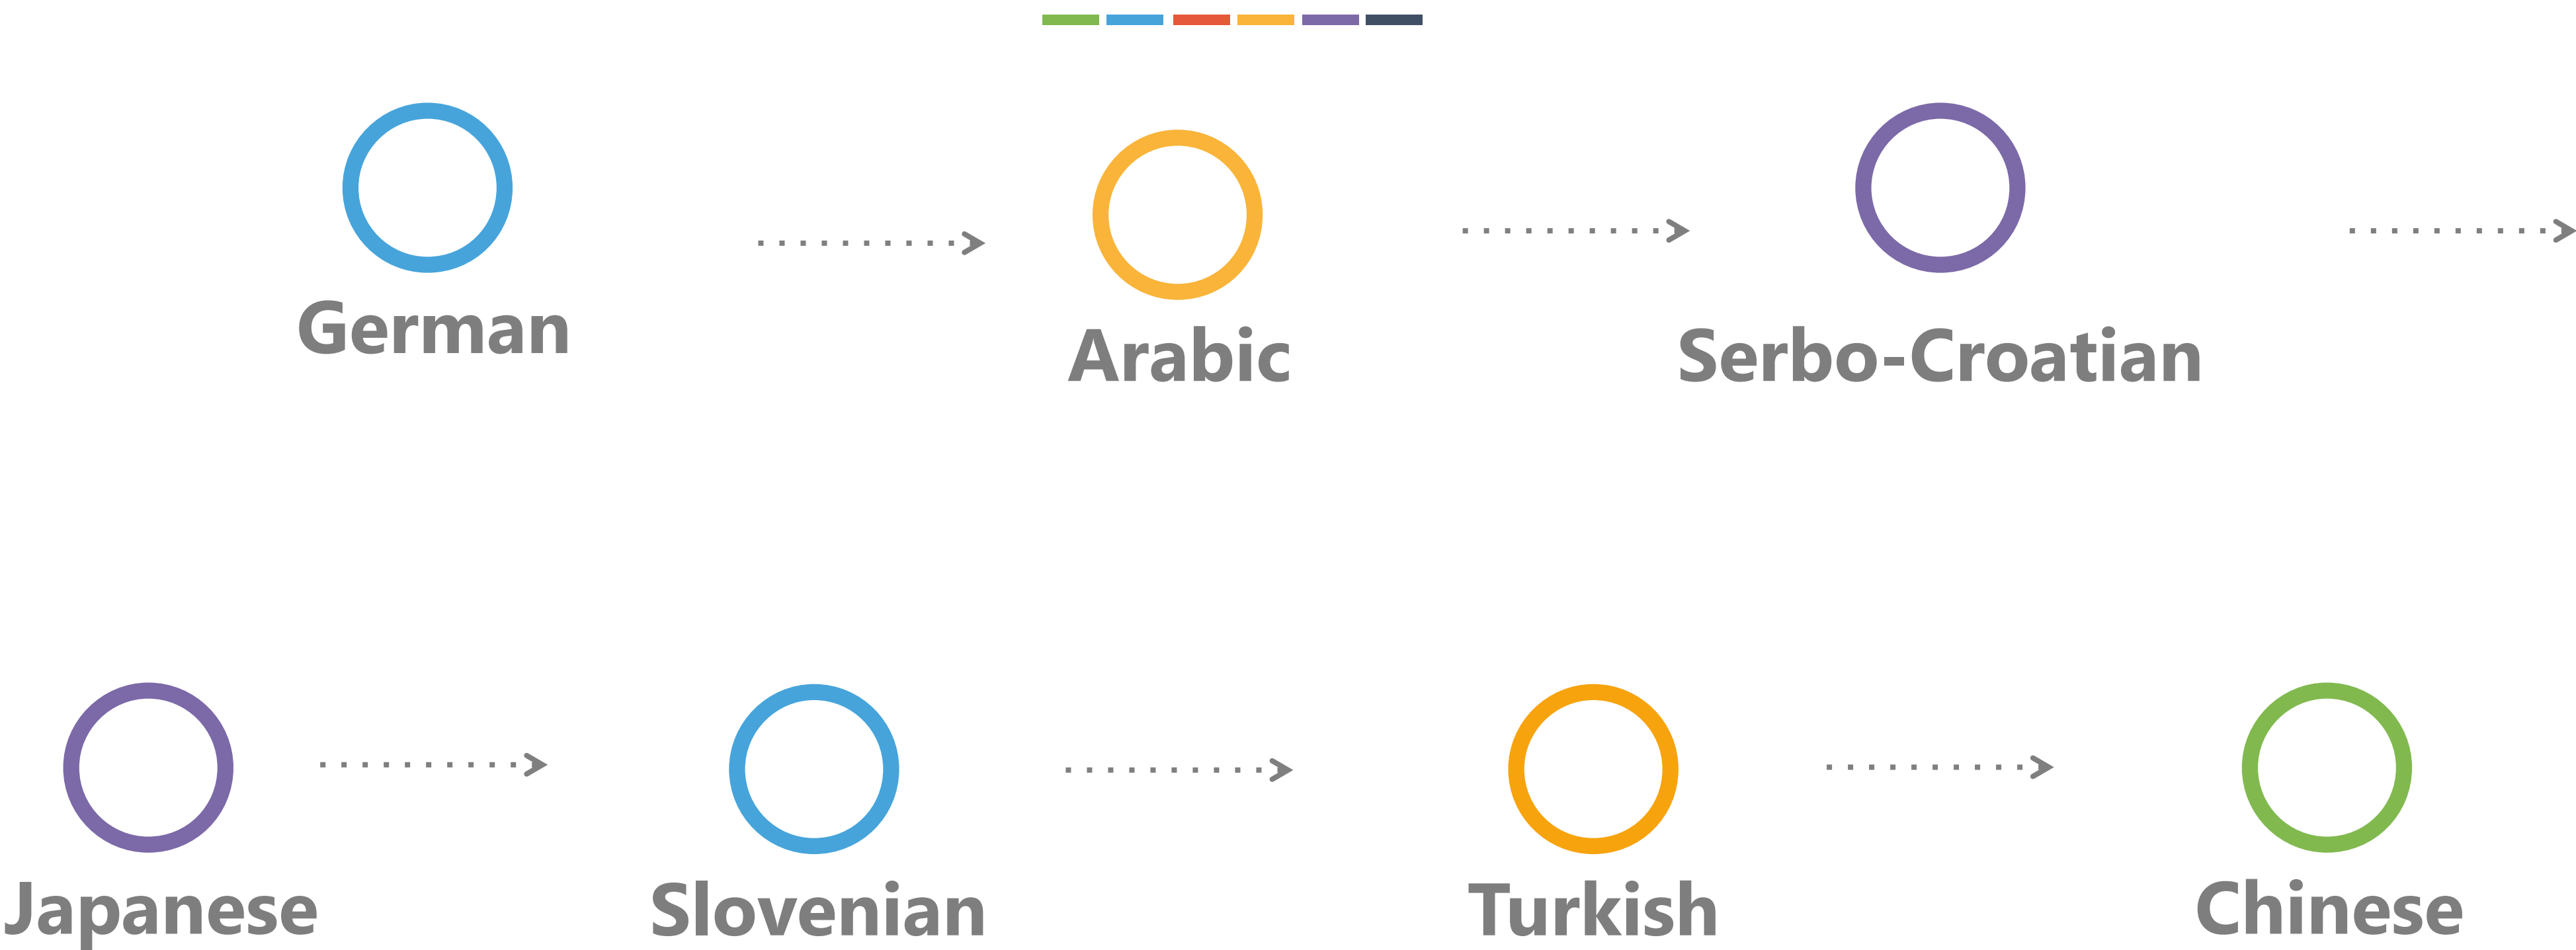 German
Arabic
Serbo-Croatian
Japanese
Slovenian
Turkish
Chinese